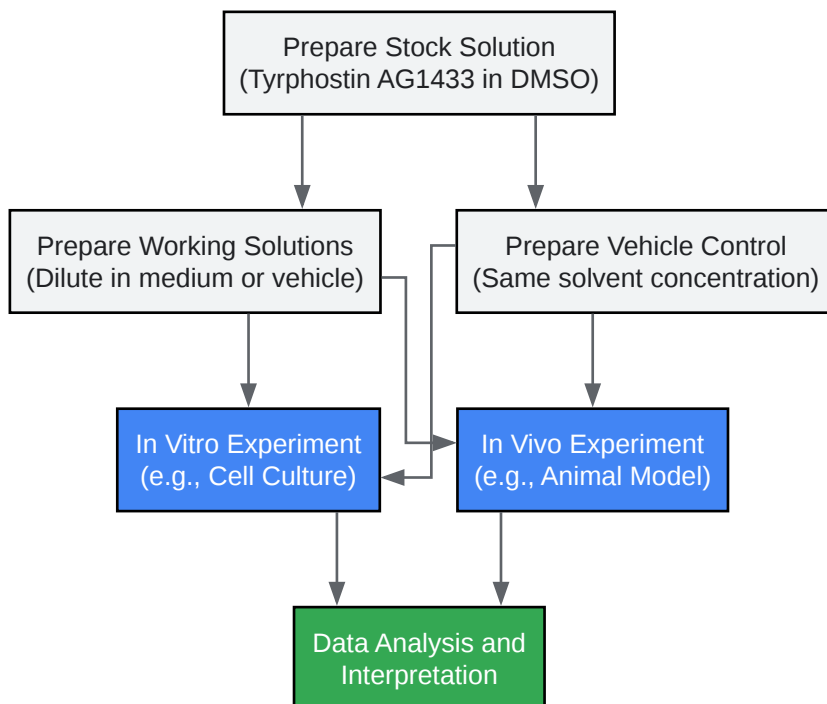 Prepare Stock Solution
(Tyrphostin AG1433 in DMSO)
Prepare Working Solutions
(Dilute in medium or vehicle)
Prepare Vehicle Control
(Same solvent concentration)
In Vitro Experiment
(e.g., Cell Culture)
In Vivo Experiment
(e.g., Animal Model)
Data Analysis and
Interpretation